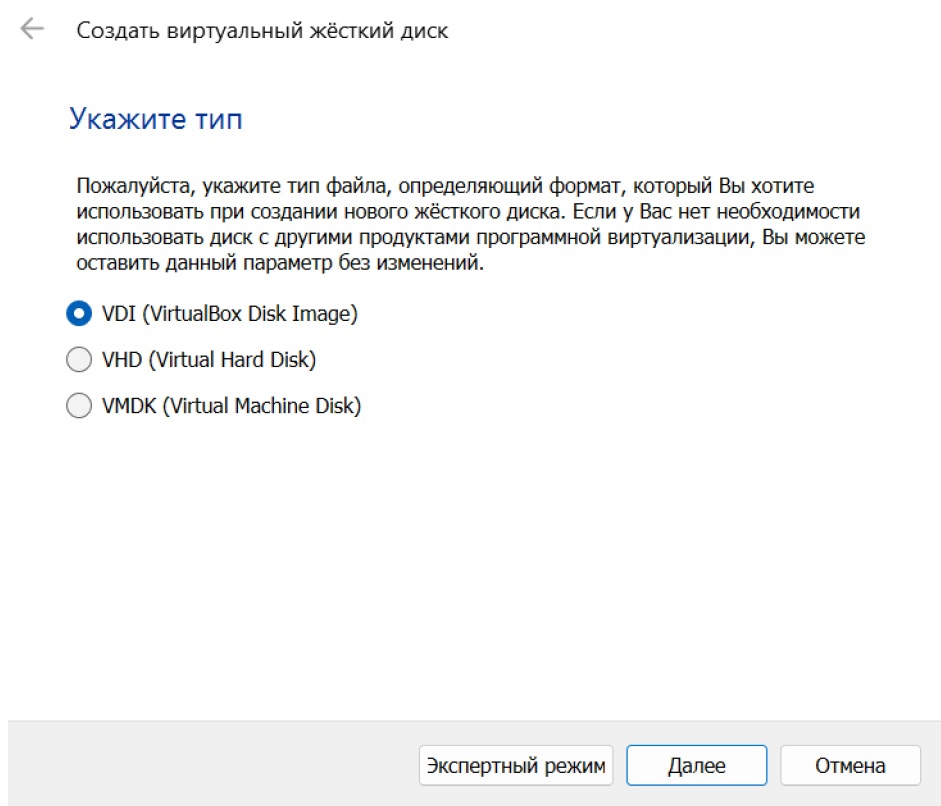 Создать виртуальный жёсткий диск
Укажите тип
Пожалуйста, укажите тип файла, определяющий формат, который Вы хотите
использовать при создании нового жёсткого диска. Если у Вас нет необходимости
использовать диск с другими продуктами программной виртуализации, Вы можете
оставить данный параметр без изменений.
VDI (VirtualBox Disk Image)
VHD (Virtual Hard Disk)
VMDK (Virtual Machine Disk)
Экспертный режим Далее Отмена